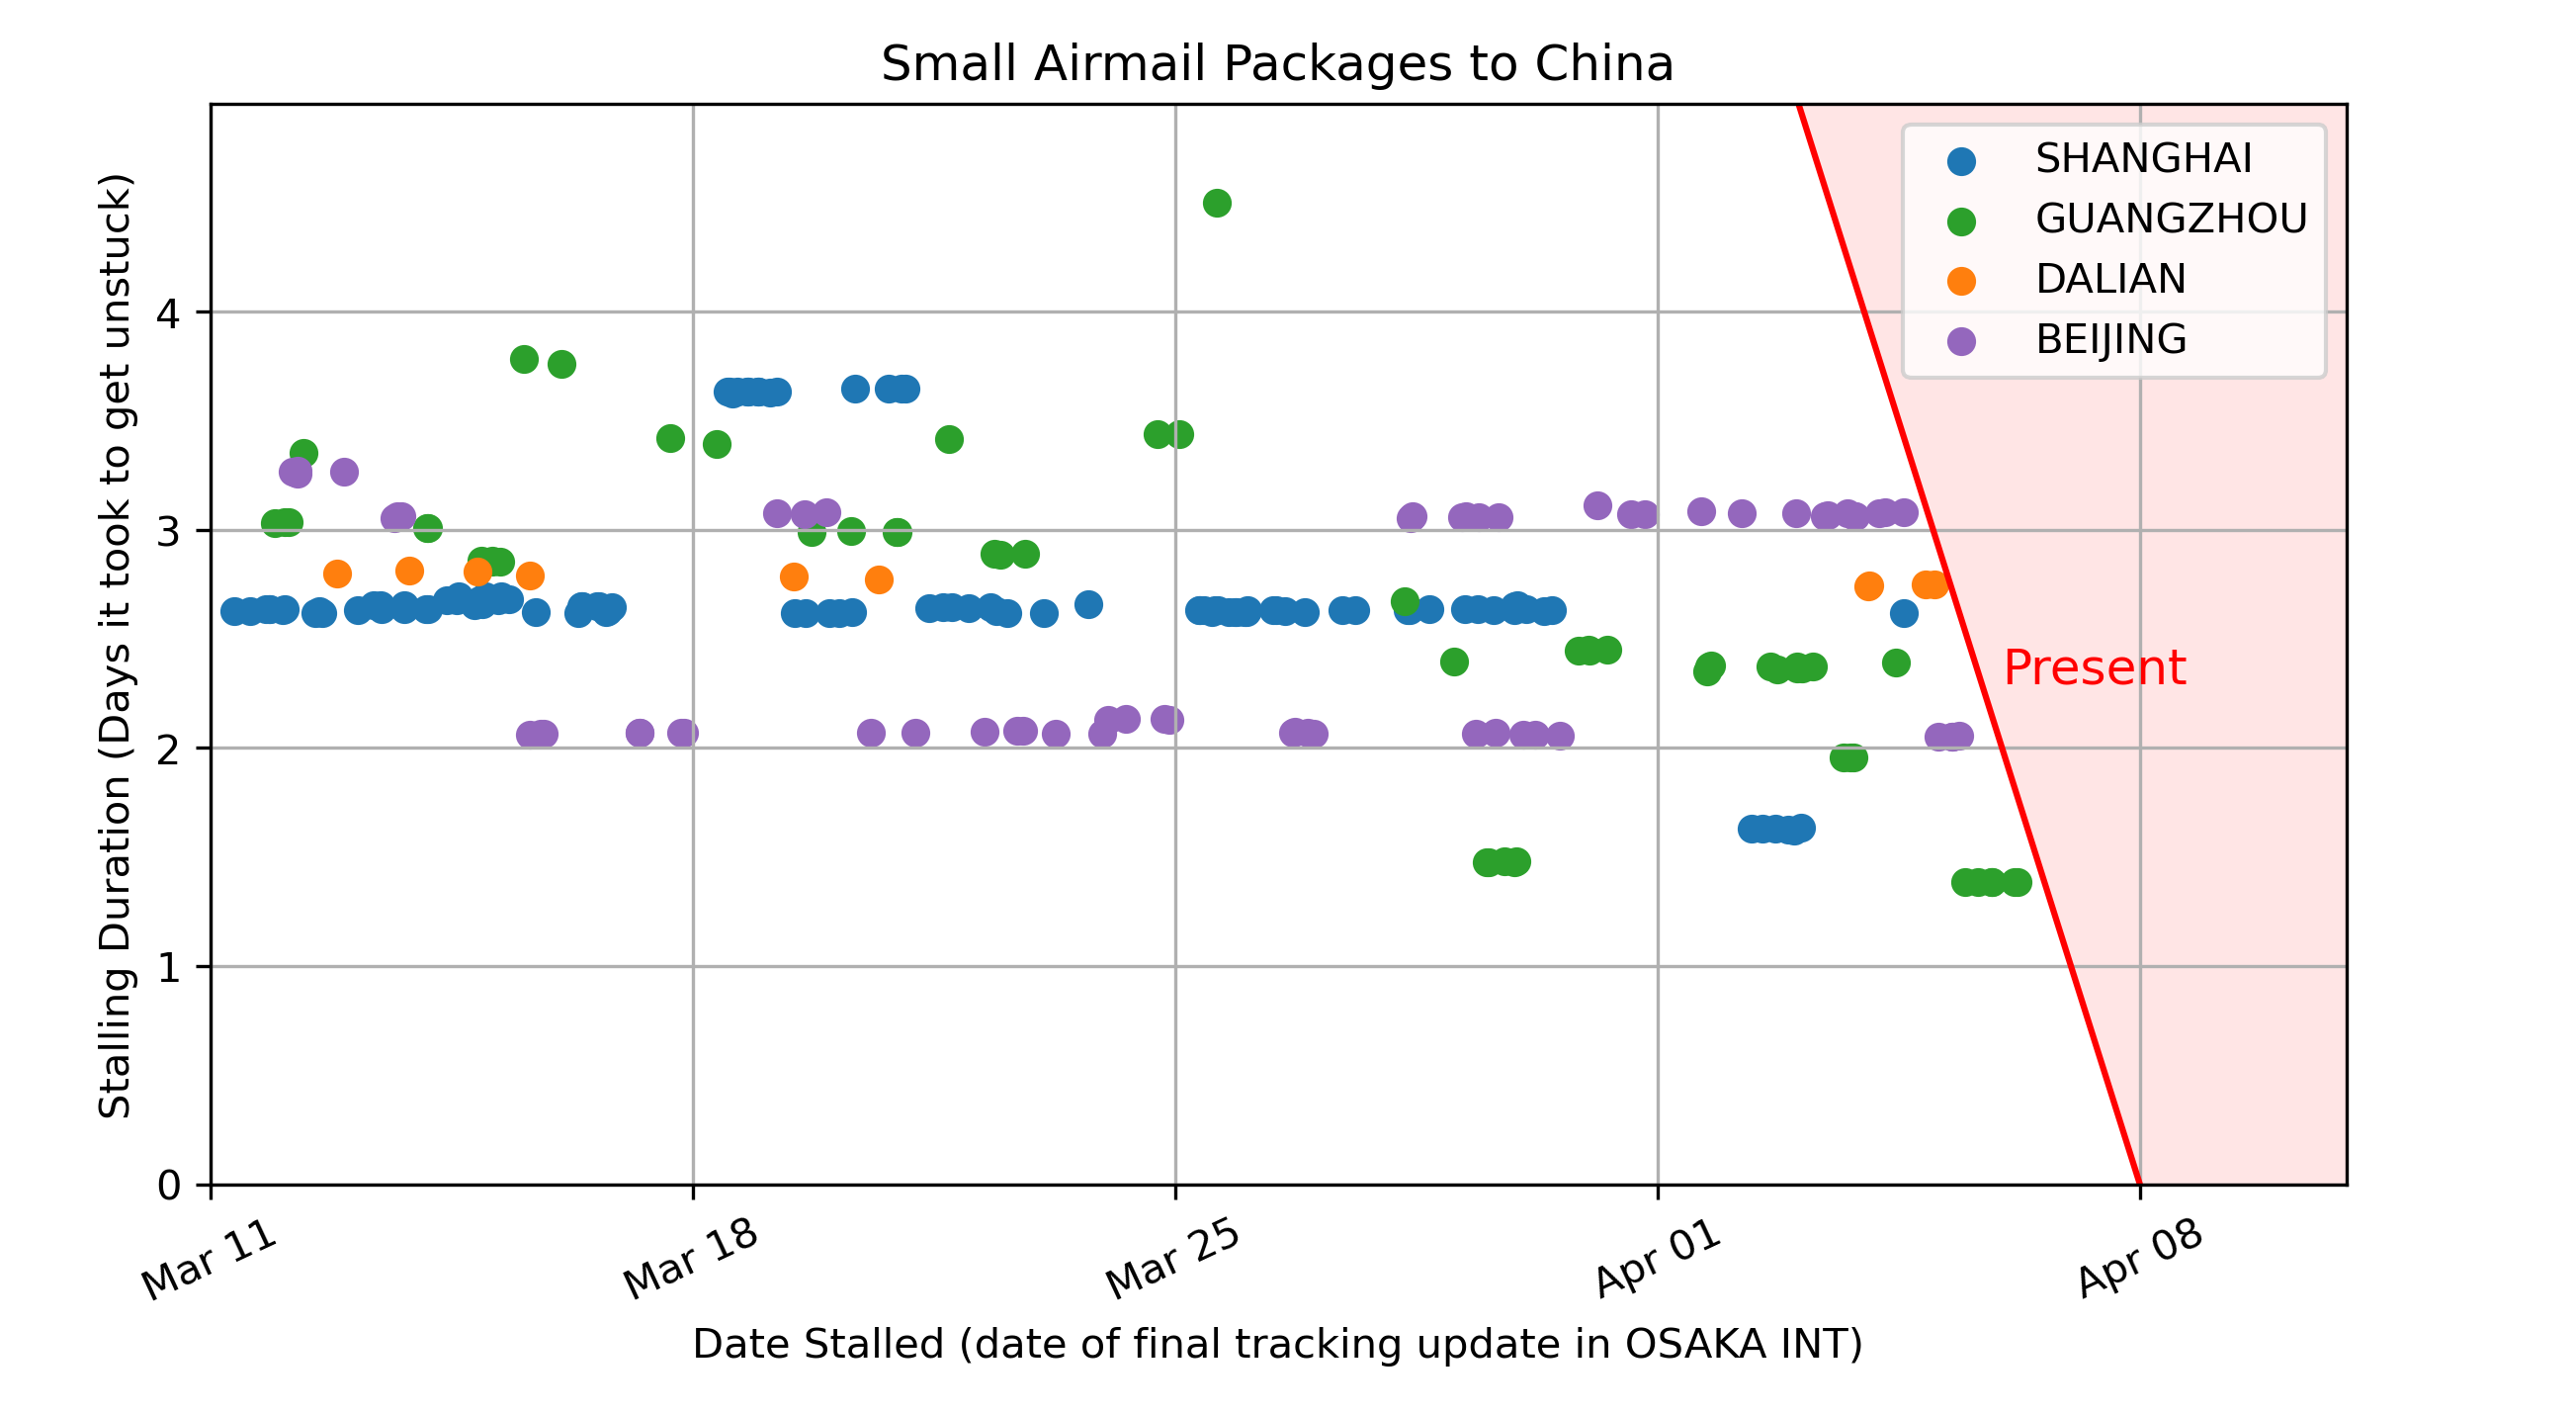 Small Airmail Packages to China
Stalling Duration (Days it took to get unstuck)
4
3
2
1
0
SHANGHAI
GUANGZHOU
DALIAN
BEIJING
Present
Mar 11
Mar 18
Mar 25
Apr 01
Apr 08
Date Stalled (date of final tracking update in OSAKA INT)